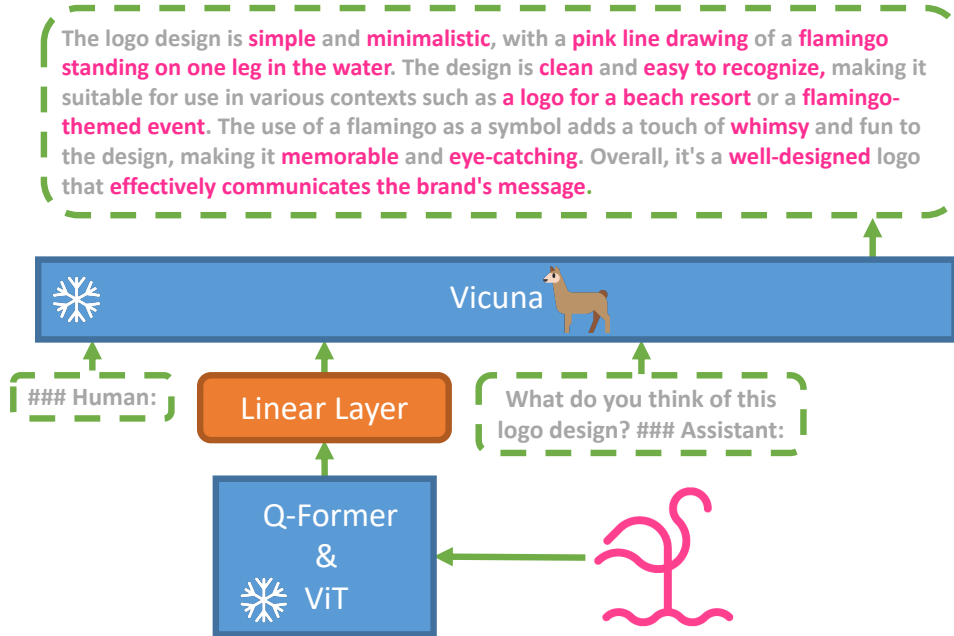 The logo design is simple and minimalistic, with a pink line drawing of a flamingo
standing on one leg in the water. The design is clean and easy to recognize, making it
suitable for use in various contexts such as a logo for a beach resort or a flamingo-
themed event. The use of a flamingo as a symbol adds a touch of whimsy and fun to
the design, making it memorable and eye-catching. Overall, it's a well-designed logo
that effectively communicates the brand's message.
Vicuna
### Human:
Linear Layer
What do you think of this
logo design? ### Assistant:
Q-Former
&
ViT